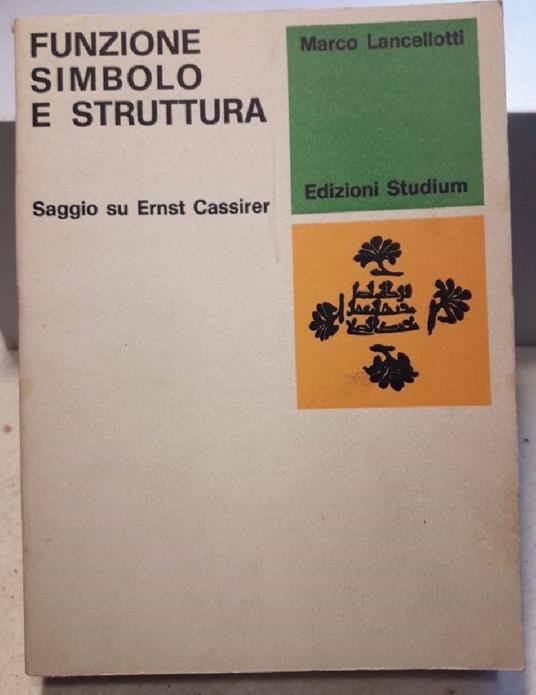 FUNZIONE
SIMBOLO
E STRUTTURA
Saggio su Ernst Cassirer
Marco Lancellotti
Edizioni Studium